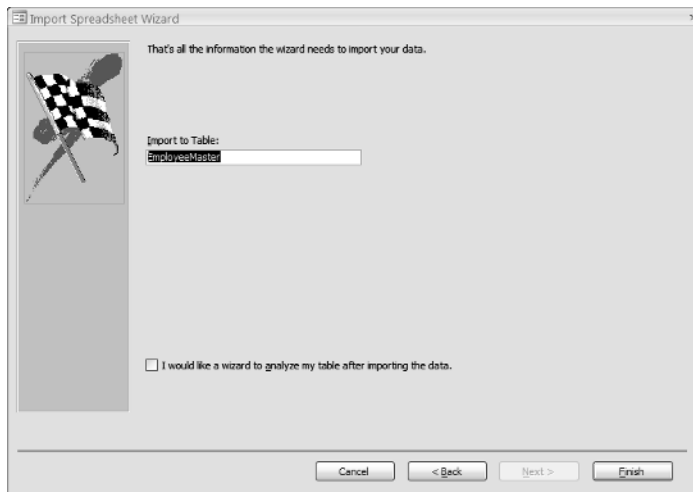 Import Spreadsheet Wizard
That's all the information the wizard needs to import your data.
Import to Table:
EmployeeMaster
I would like a wizard to analyze my table after importing the data.
Cancel
< Back
Next >
Finish